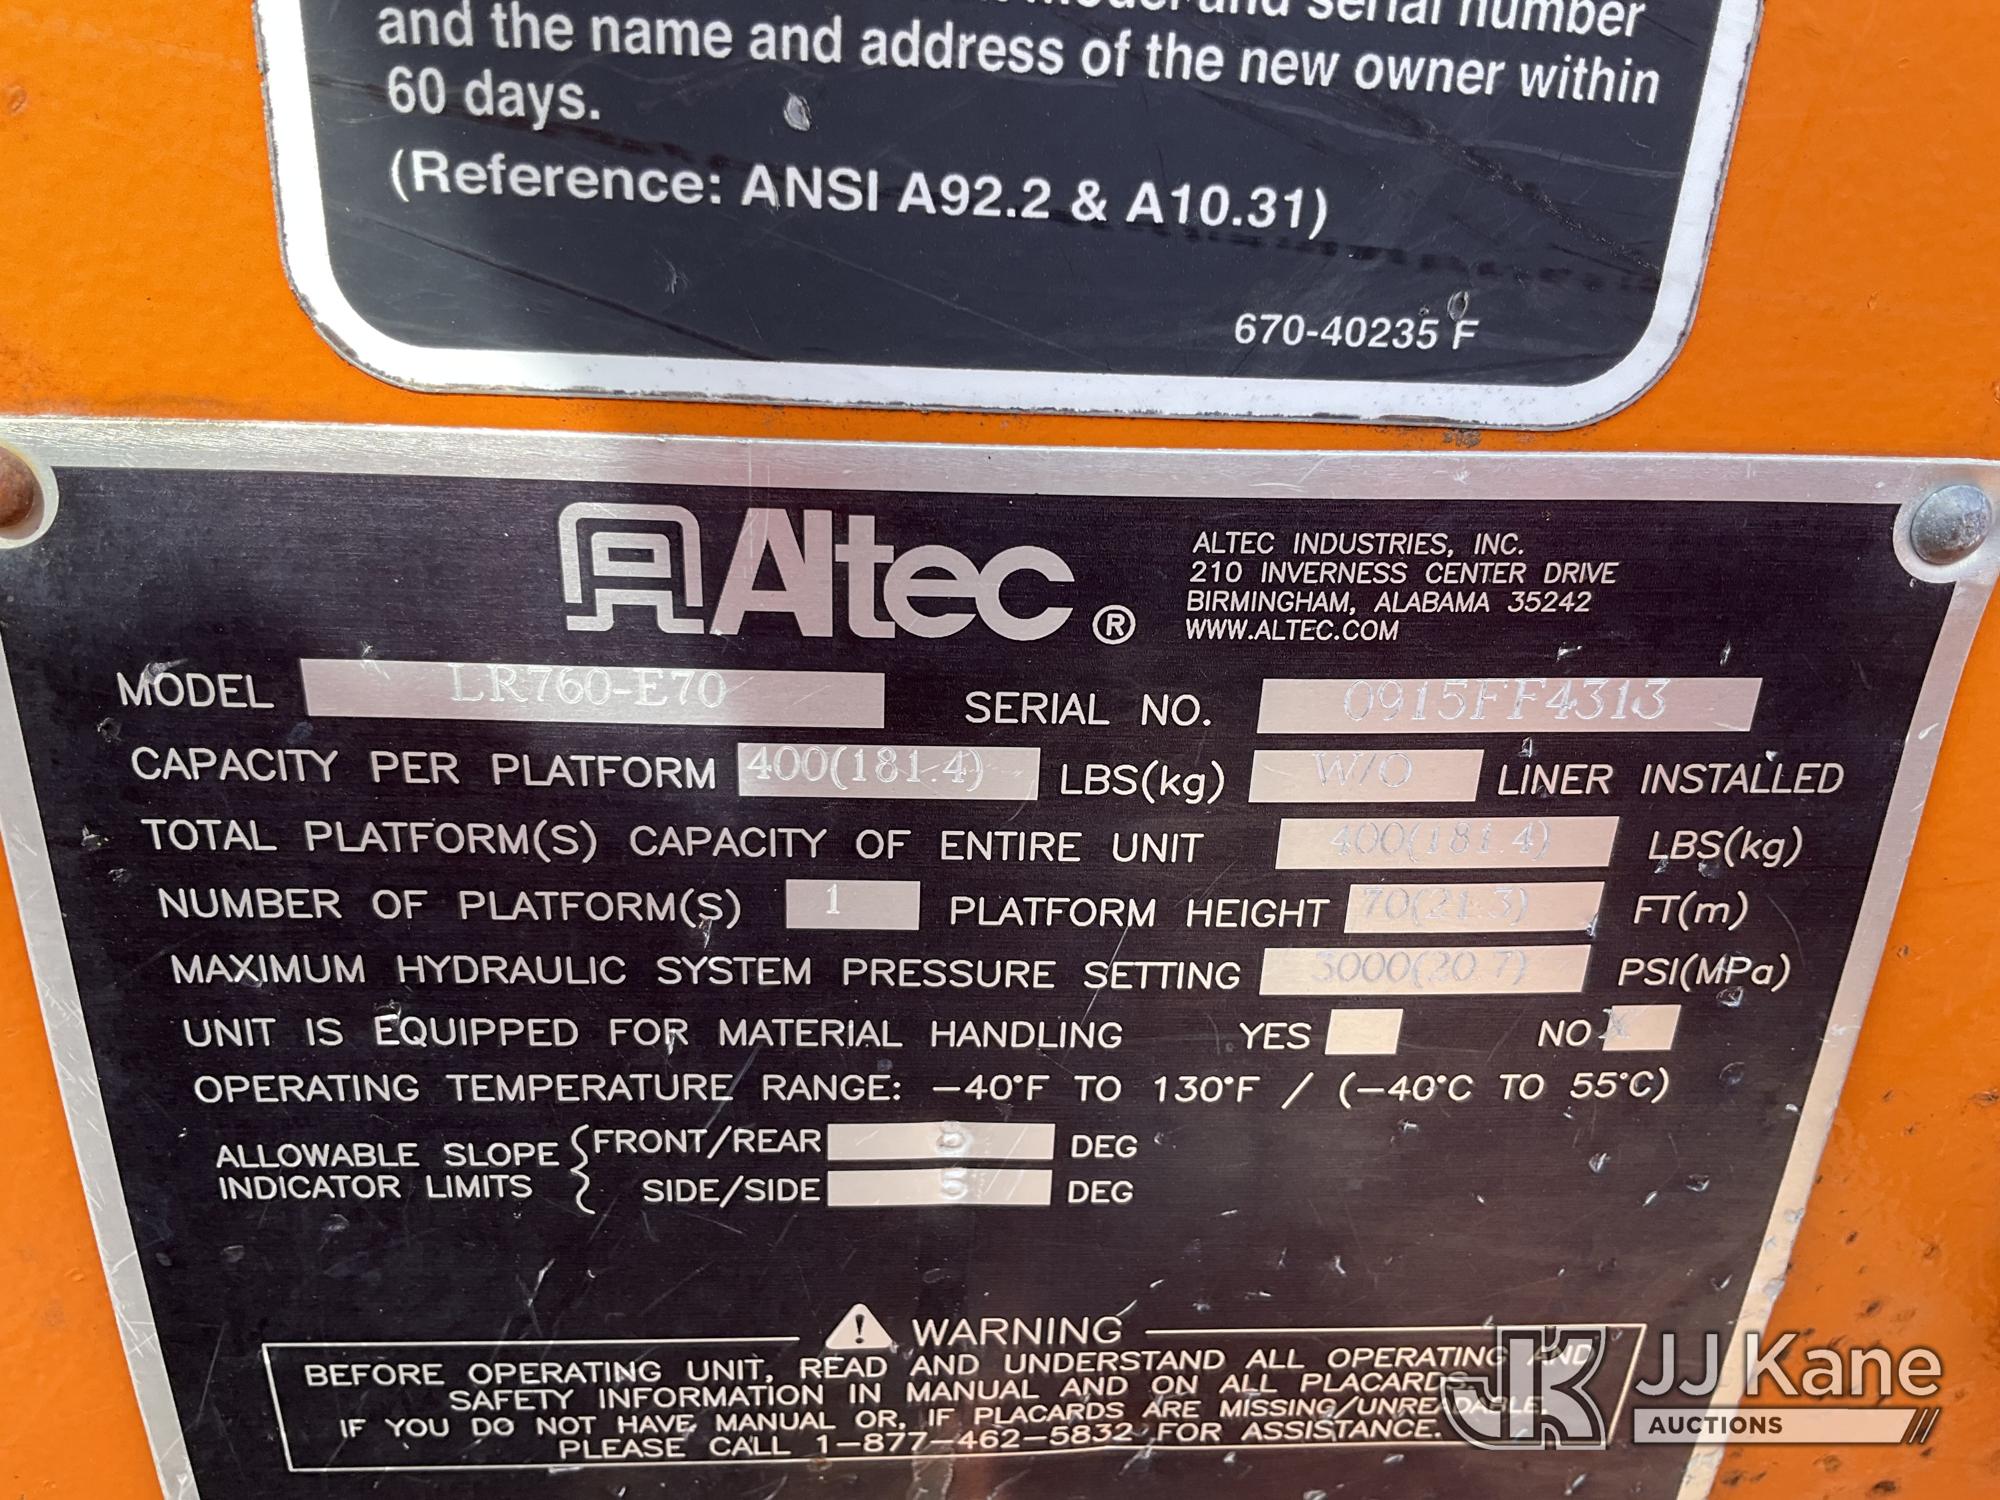 model and serial number
and the name and address of the new owner within
60 days.
(Reference: ANSI A92.2 & A10.31)
670-40235 F
Altec ®
ALTEC INDUSTRIES, INC.
210 INVERNESS CENTER DRIVE
BIRMINGHAM, ALABAMA 35242
WWW.ALTEC.COM
MODEL LR760-E70 SERIAL NO. 0915FF4313
CAPACITY PER PLATFORM 400(181.4) LBS(kg) W/O LINER INSTALLED
TOTAL PLATFORM(S) CAPACITY OF ENTIRE UNIT 400(181.4) LBS(kg)
NUMBER OF PLATFORM(S) 1 PLATFORM HEIGHT 70(21.3) FT(m)
MAXIMUM HYDRAULIC SYSTEM PRESSURE SETTING 3000(20.7) PSI(MPa)
UNIT IS EQUIPPED FOR MATERIAL HANDLING YES NO X
OPERATING TEMPERATURE RANGE: -40°F TO 130°F / (-40°C TO 55°C)
ALLOWABLE SLOPE INDICATOR LIMITS { FRONT/REAR DEG
SIDE/SIDE 5 DEG
WARNING
BEFORE OPERATING UNIT, READ AND UNDERSTAND ALL OPERATING AND
SAFETY INFORMATION IN MANUAL AND ON ALL PLACARDS.
IF YOU DO NOT HAVE MANUAL OR, IF PLACARDS ARE MISSING/UNREADABLE,
PLEASE CALL 1-877-462-5832 FOR ASSISTANCE.
JK JJ Kane
AUCTIONS